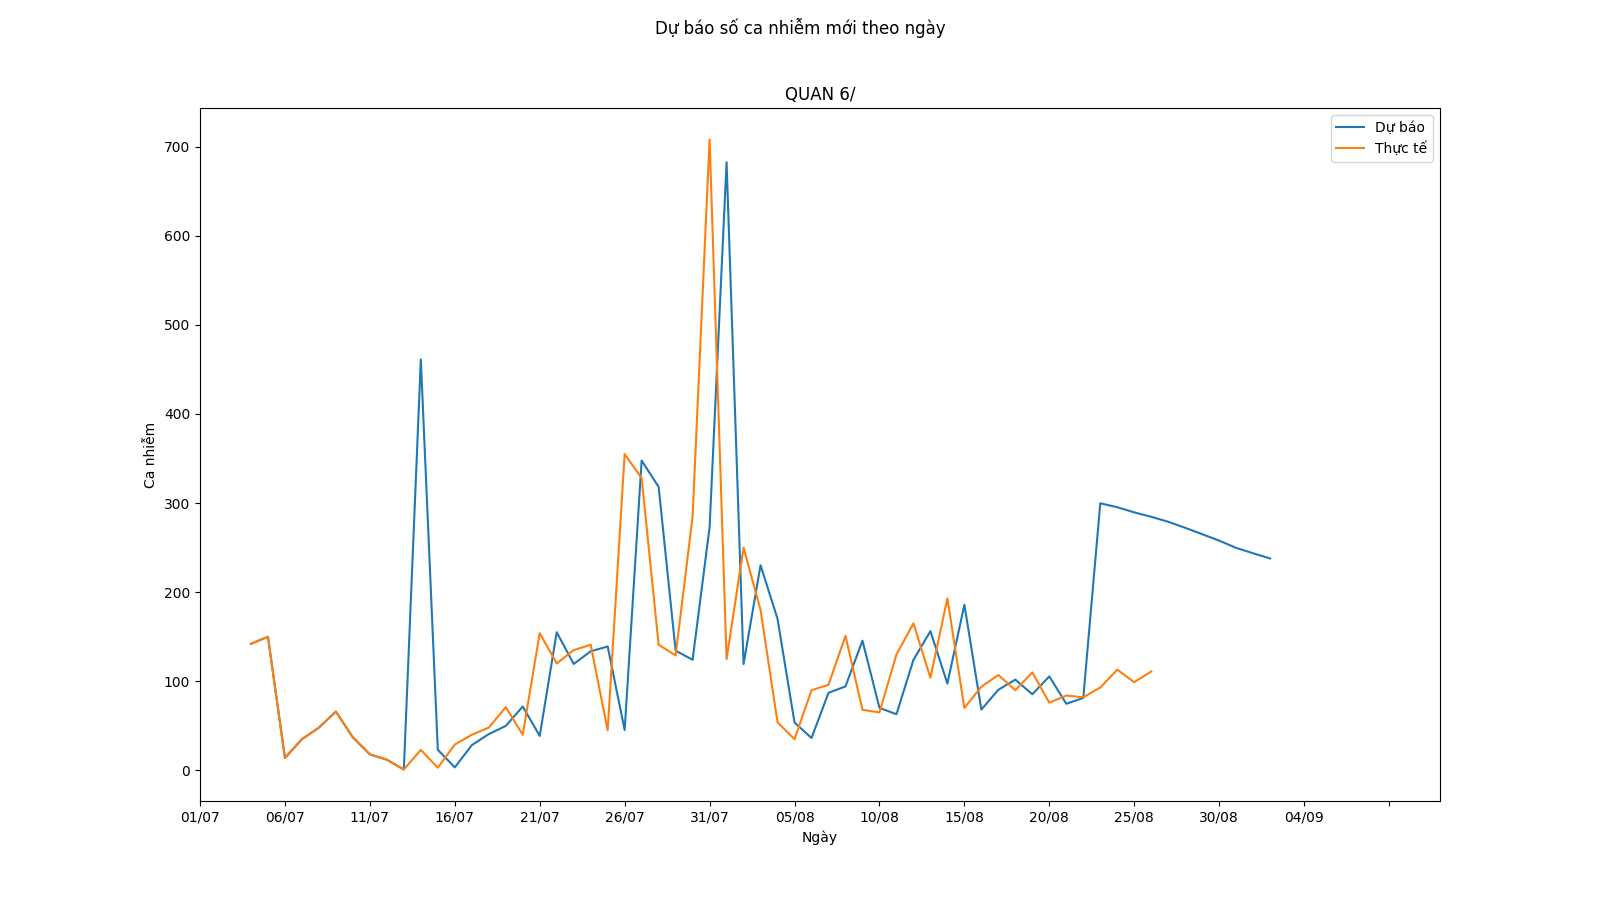 Dự báo số ca nhiễm mới theo ngày
QUAN 6/
Dự báo
Thực tế
700
600
500
400
300
200
100
0
Ca nhiễm
01/07 06/07 11/07 16/07 21/07 26/07 31/07 05/08 10/08 15/08 20/08 25/08 30/08 04/09
Ngày